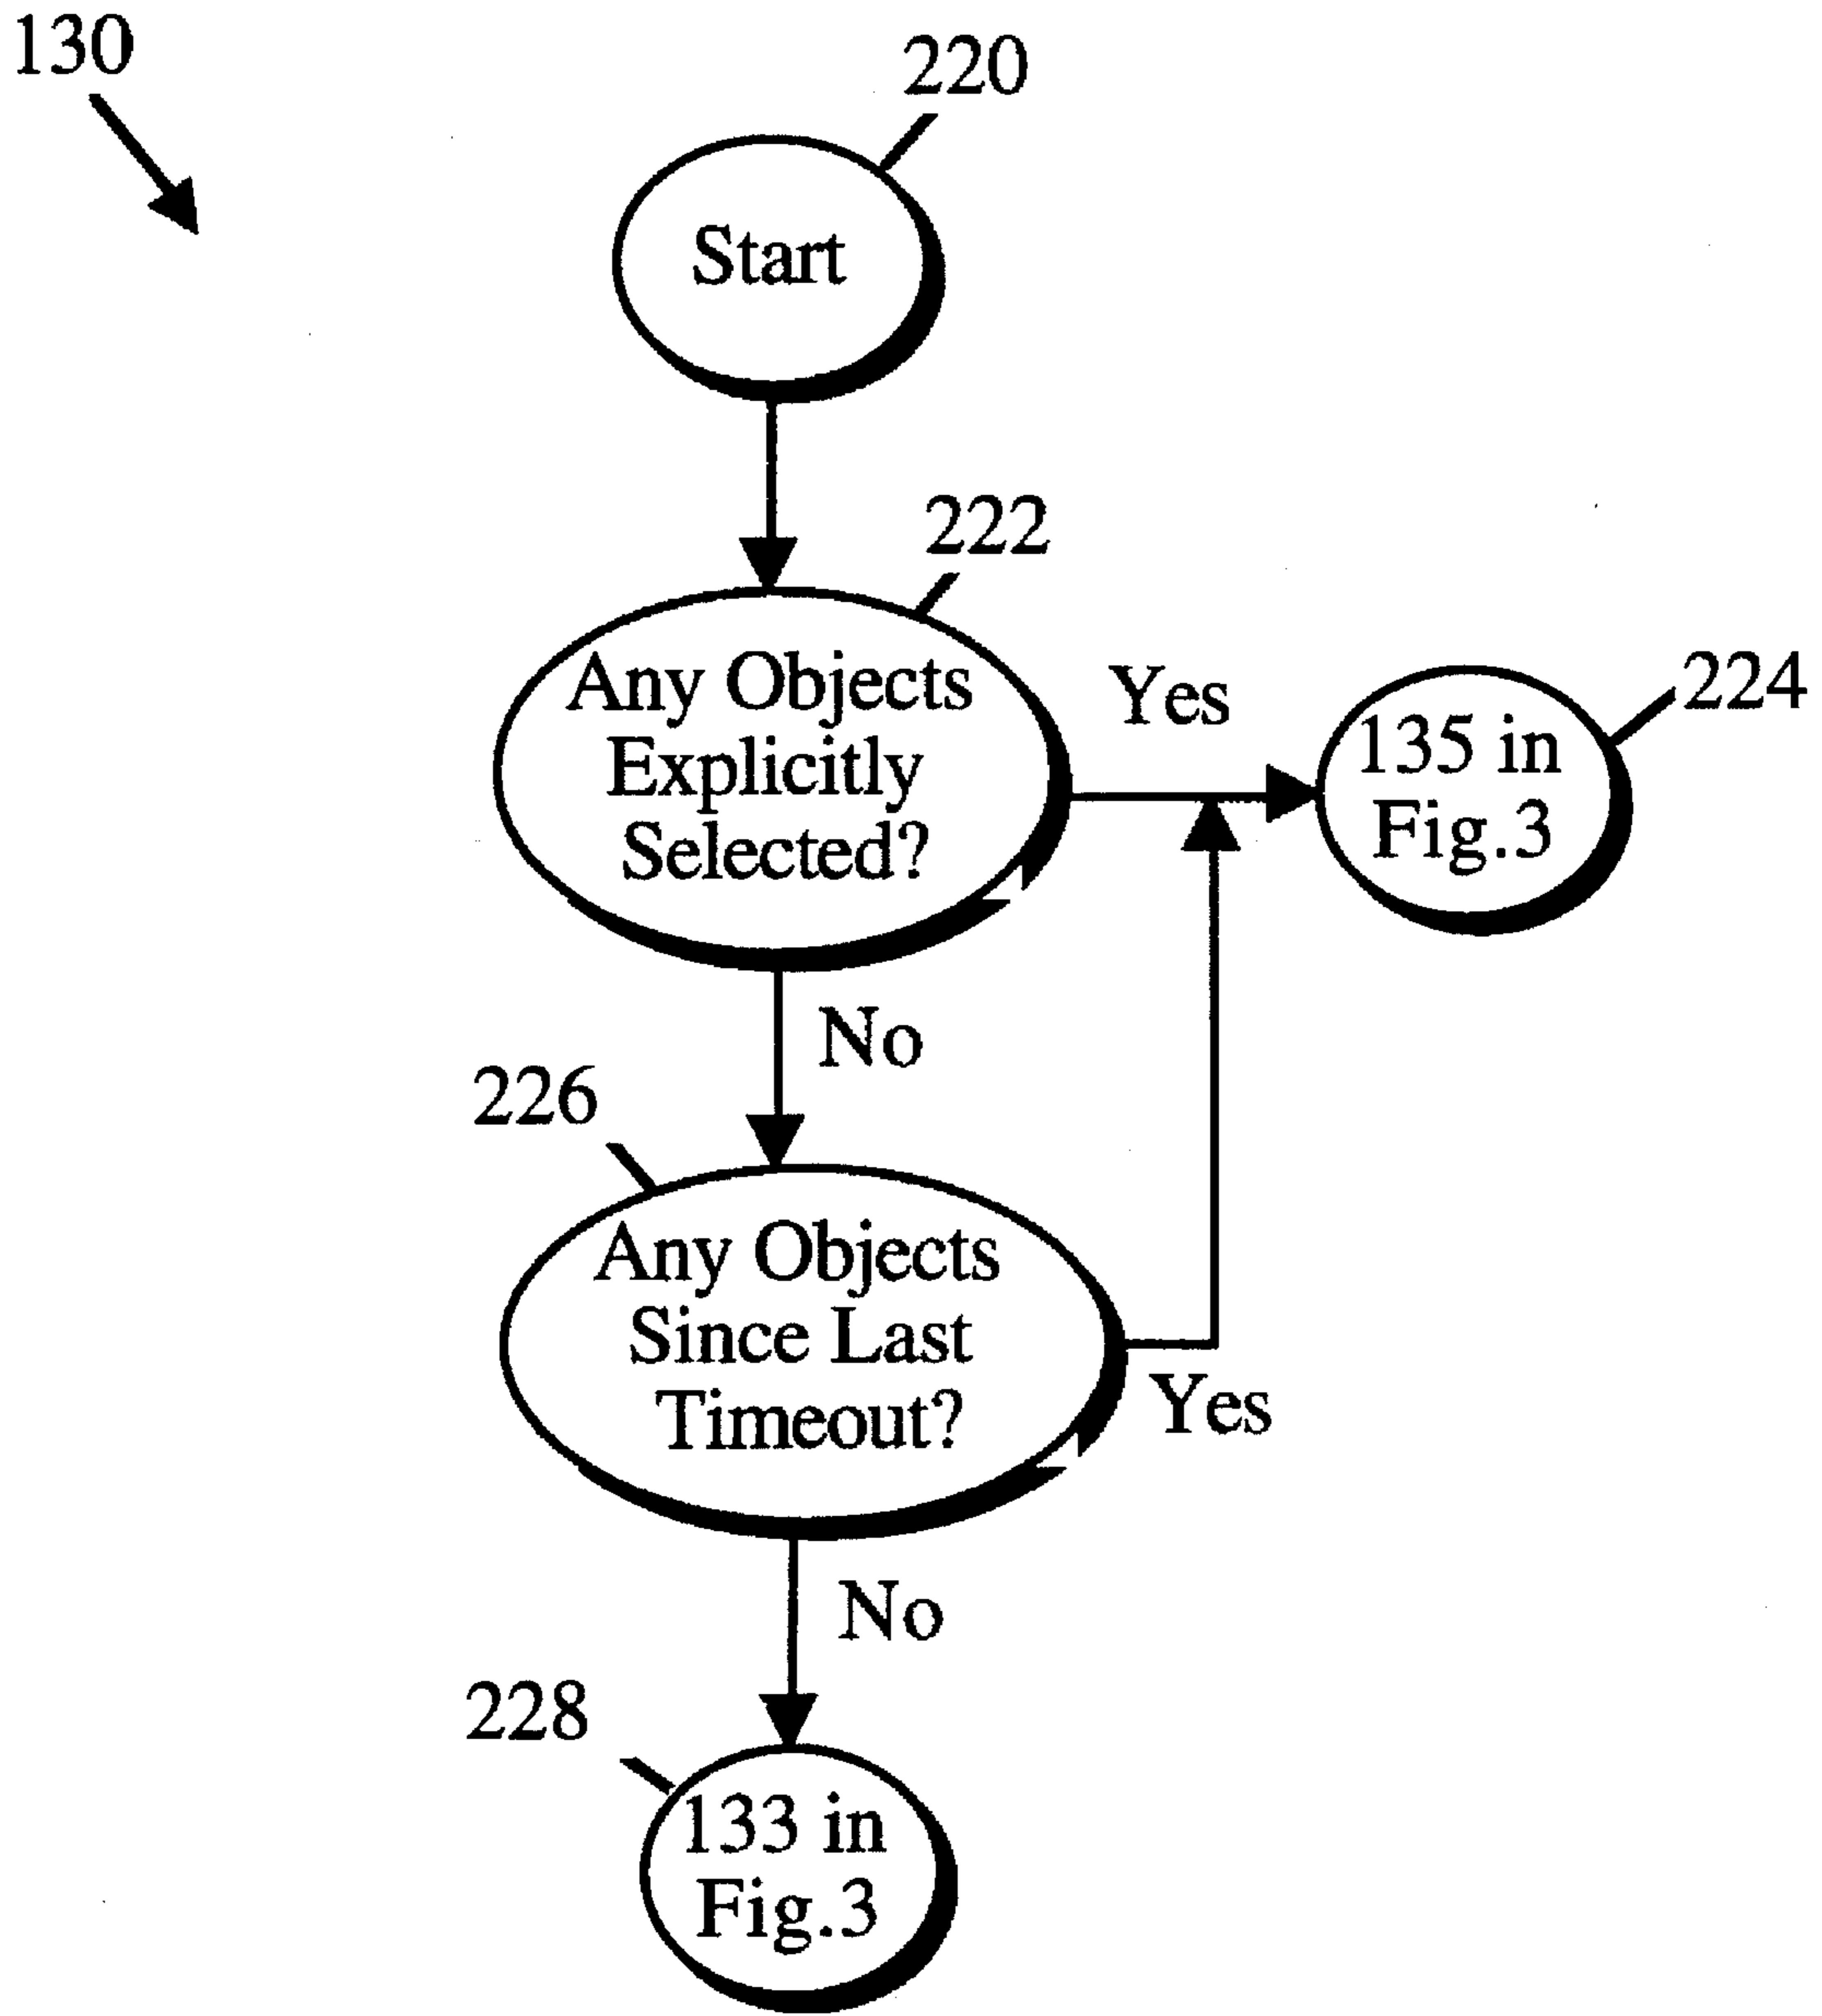 130
220
Start
222
Any Objects
Explicitly
Selected?
Yes
224
135 in
Fig.3
No
226
Any Objects
Since Last
Timeout?
Yes
No
228
133 in
Fig.3